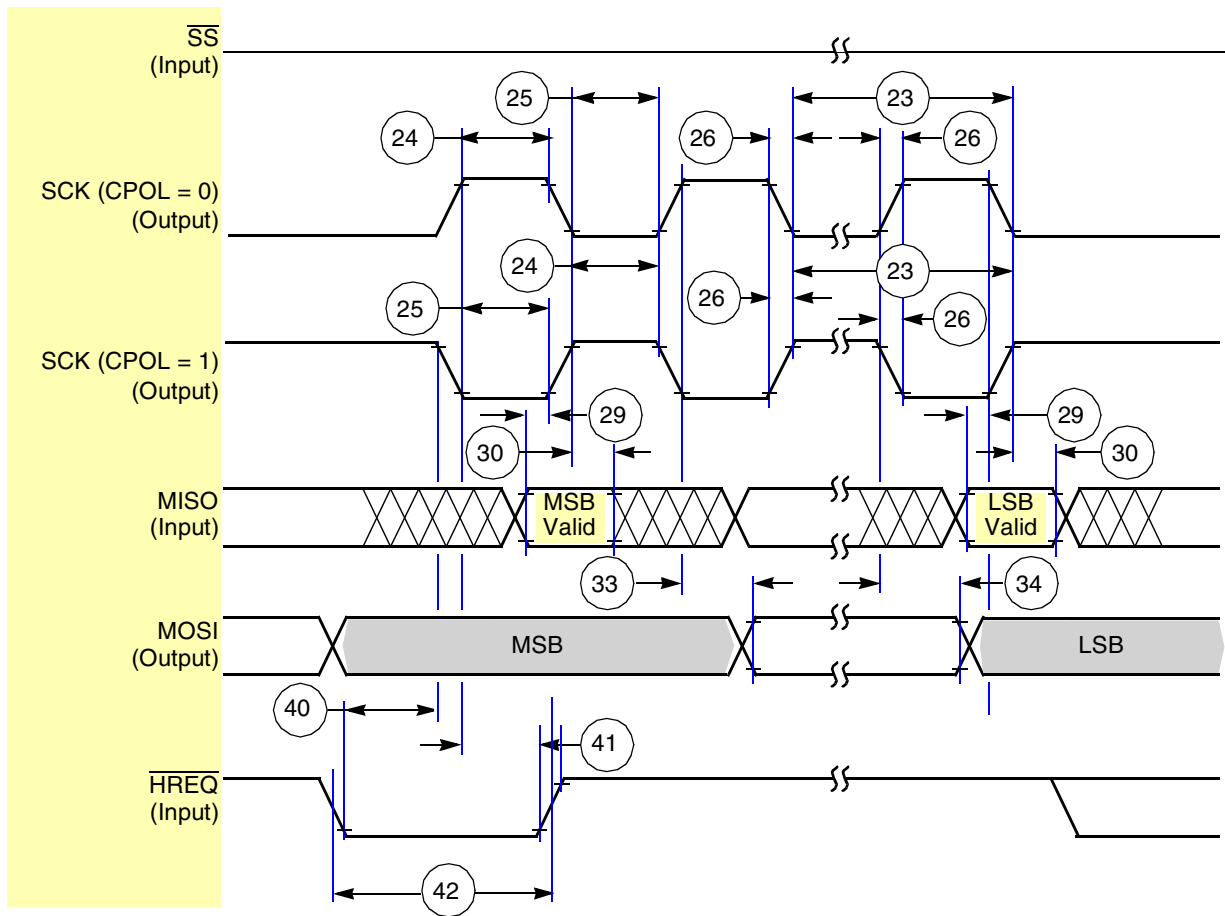 SS
(Input)
25
23
24
26
26
SCK (CPOL = 0)
(Output)
24
23
25
26
26
SCK (CPOL = 1)
(Output)
29
29
30
30
MISO
(Input)
MSB
Valid
LSB
Valid
33
34
MOSI
(Output)
MSB
LSB
40
41
HREQ
(Input)
42